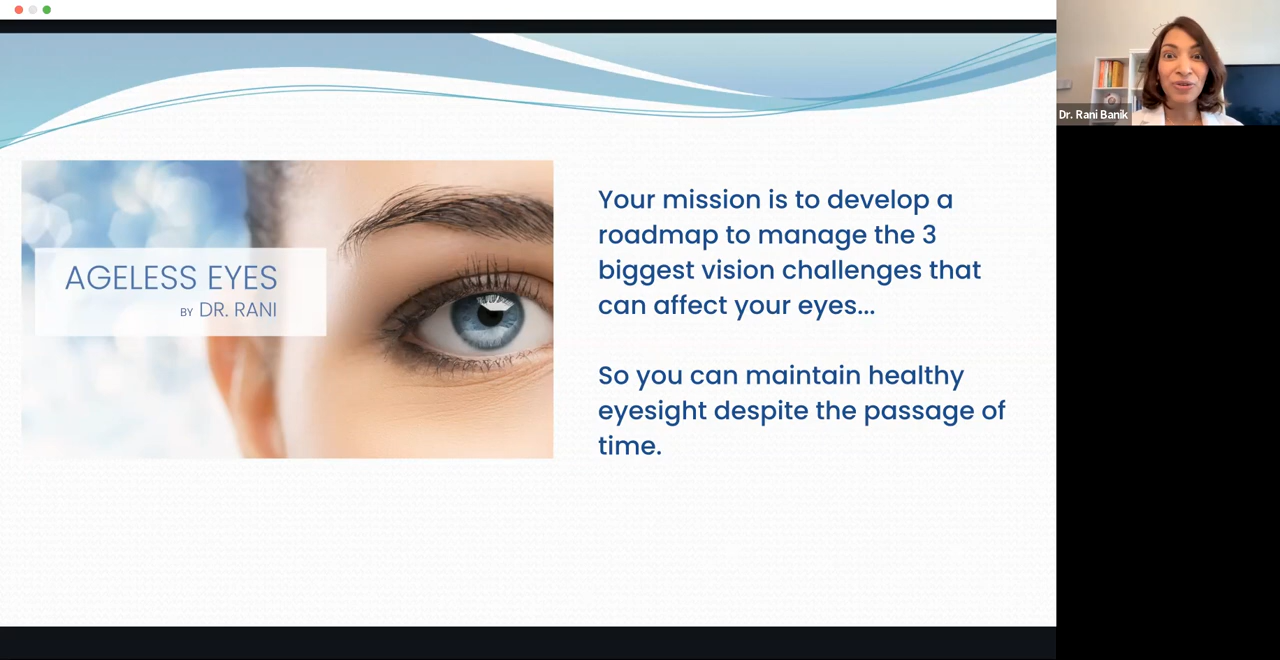 AGELESS EYES
BY DR. RANI
Your mission is to develop a
roadmap to manage the 3
biggest vision challenges that
can affect your eyes...
So you can maintain healthy
eyesight despite the passage of
time.
Dr. Rani Banik